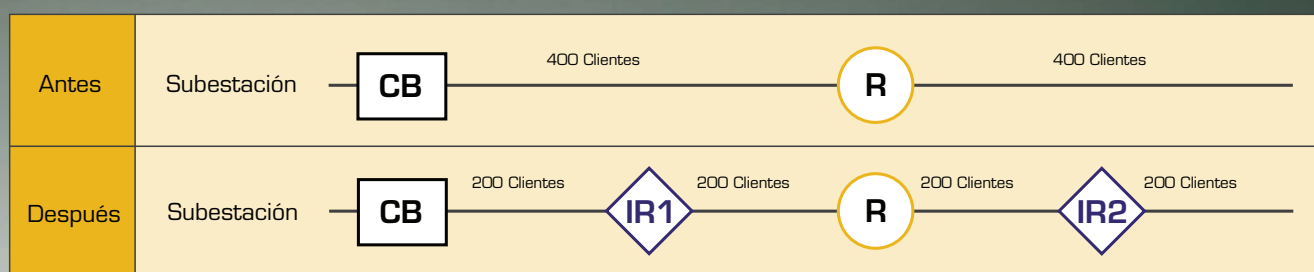 Antes
Subestación
CB
400 Clientes
R
400 Clientes
Después
Subestación
CB
200 Clientes
IR1
200 Clientes
R
200 Clientes
IR2
200 Clientes